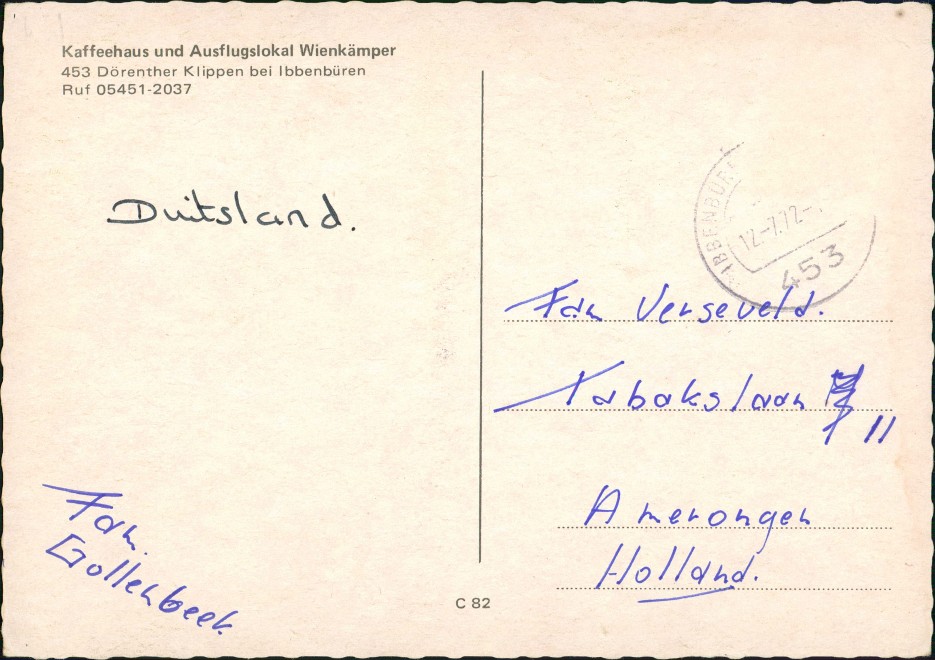 Kaffeehaus und Ausflugslokal Wienkämper
453 Dörenther Klippen bei Ibbenbüren
Ruf 05451-2037
Duitsland.
IBBENBÜR
12.-7.72-
453
Fam Verseveld.
Tabakslaan
11
Amerongen
Holland.
Fam.
Gollenbeek
C 82